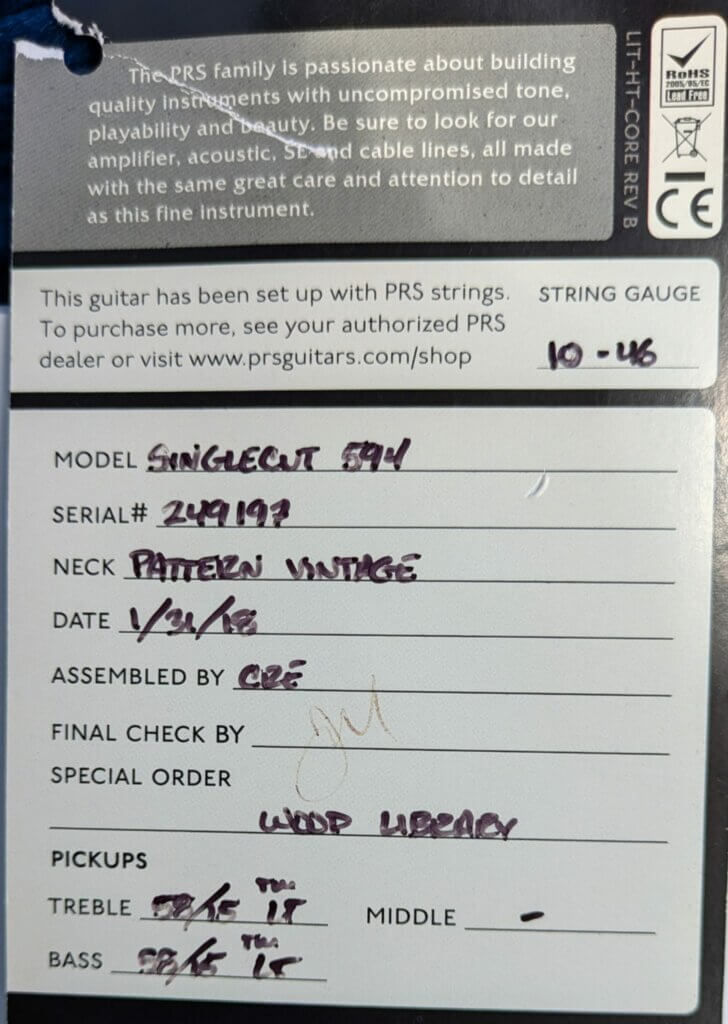 The PRS family is passionate about building
quality instruments with uncompromised tone,
playability and beauty. Be sure to look for our
amplifier, acoustic, SE and cable lines, all made
with the same great care and attention to detail
as this fine instrument.
LIT-HT-CORE REV B
RoHS
2005/95/EC
Lead Free
CE
This guitar has been set up with PRS strings.
To purchase more, see your authorized PRS
dealer or visit www.prsguitars.com/shop
STRING GAUGE
10 - 46
MODEL SINGLECUT 594
SERIAL# 249197
NECK PATTERN VINTAGE
DATE 1/31/18
ASSEMBLED BY
FINAL CHECK BY
SPECIAL ORDER
WOOD LIBRARY
PICKUPS
TREBLE 58/15 LT MIDDLE -
BASS 58/15 LT